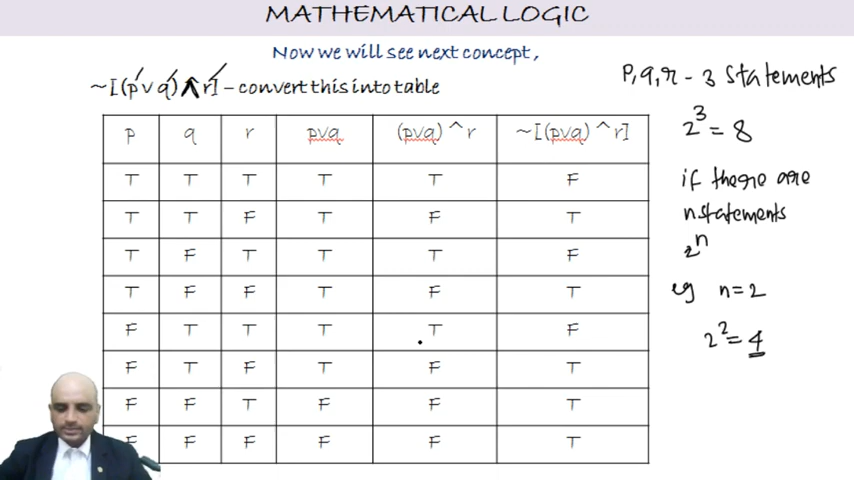 MATHEMATICAL LOGIC
Now we will see next concept,
~[(p∨q)∧r] – convert this into table
p q r p∨q (p∨q)^r ~[(p∨q)^r]
T T T T T F
T T F T F T
T F T T T F
T F F T F T
F T T T T F
F T F T F T
F F T F F T
F F F F F T
P,q,r - 3 statements
2³ = 8
if there are
n statements
2ⁿ
eg n=2
2² = 4